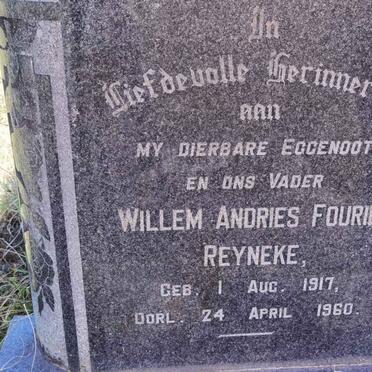 In
Liefdevolle Herinner
aan
MY DIERBARE EGGENOOT
EN ONS VADER
WILLEM ANDRIES FOURI
REYNEKE,
GEB. 1 AUG. 1917,
OORL. 24 APRIL 1960.